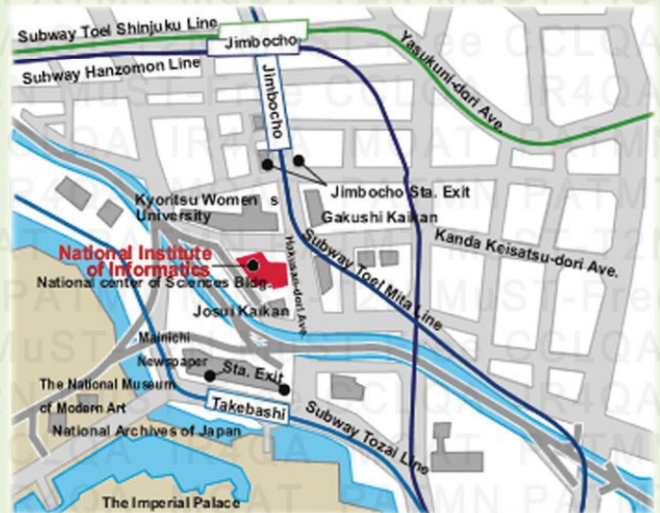 Subway Toei Shinjuku Line
Jimbocho
Subway Hanzomon Line
Yasukuni-dori Ave.
Jimbocho
Jimbocho Sta. Exit
Kyoritsu Women s
University
Gakushi Kaikan
Kanda Keisatsu-dori Ave.
National Institute
of Informatics
National center of Sciences Bldg.
Hakusan-dori Ave.
Subway Toei Mita Line
Josui Kaikan
Mainichi
Newspaper
Sta. Exit
The National Museum
of Modern Art
Takebashi
Subway Tozai Line
National Archives of Japan
The Imperial Palace